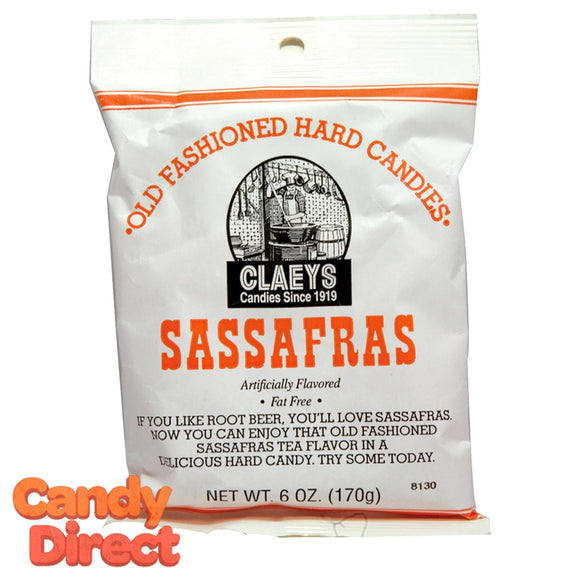 •OLD FASHIONED HARD CANDIES•
CLAEYS
Candies Since 1919
SASSAFRAS
Artificially Flavored
• Fat Free •
IF YOU LIKE ROOT BEER, YOU'LL LOVE SASSAFRAS.
NOW YOU CAN ENJOY THAT OLD FASHIONED
SASSAFRAS TEA FLAVOR IN A
DELICIOUS HARD CANDY. TRY SOME TODAY.
NET WT. 6 OZ. (170g)
8130
Candy
Direct